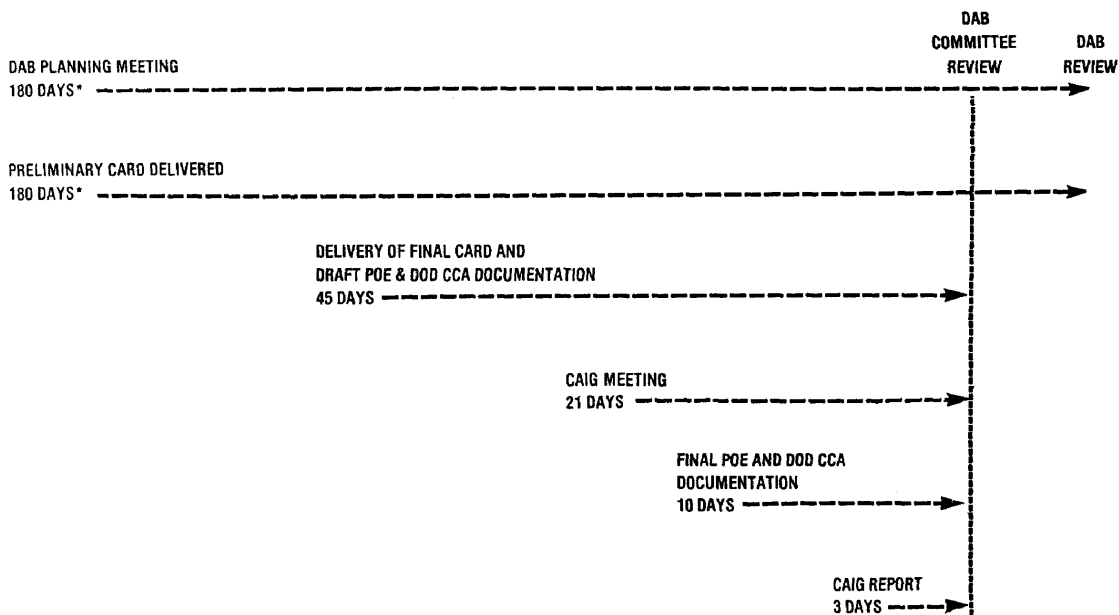 DAB
COMMITTEE
REVIEW
DAB
REVIEW
DAB PLANNING MEETING
180 DAYS*
PRELIMINARY CARD DELIVERED
180 DAYS*
DELIVERY OF FINAL CARD AND
DRAFT POE & DOD CCA DOCUMENTATION
45 DAYS
CAIG MEETING
21 DAYS
FINAL POE AND DOD CCA
DOCUMENTATION
10 DAYS
CAIG REPORT
3 DAYS